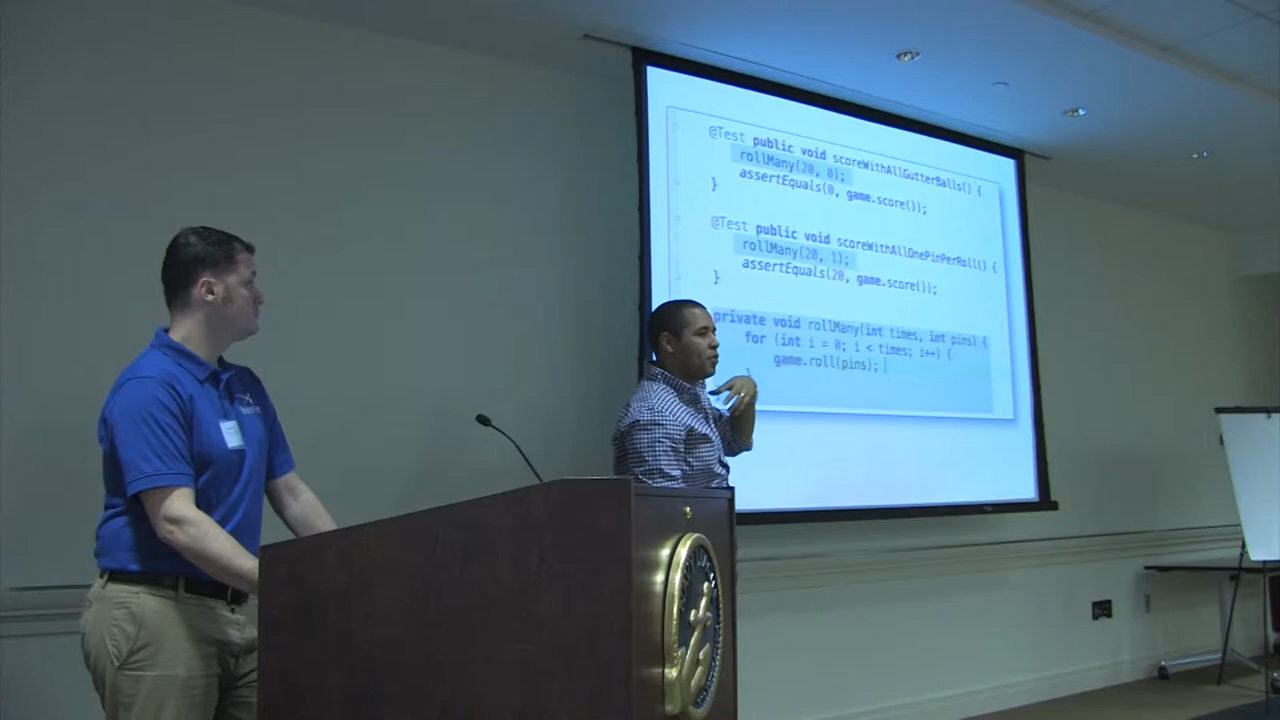 @Test public void scoreWithAllGutterBalls() {
rollMany(20, 0);
assertEquals(0, game.score());
}
@Test public void scoreWithAllOnePinPerRoll() {
rollMany(20, 1);
assertEquals(20, game.score());
}
private void rollMany(int times, int pins) {
for (int i = 0; i < times; i++) {
game.roll(pins);
}